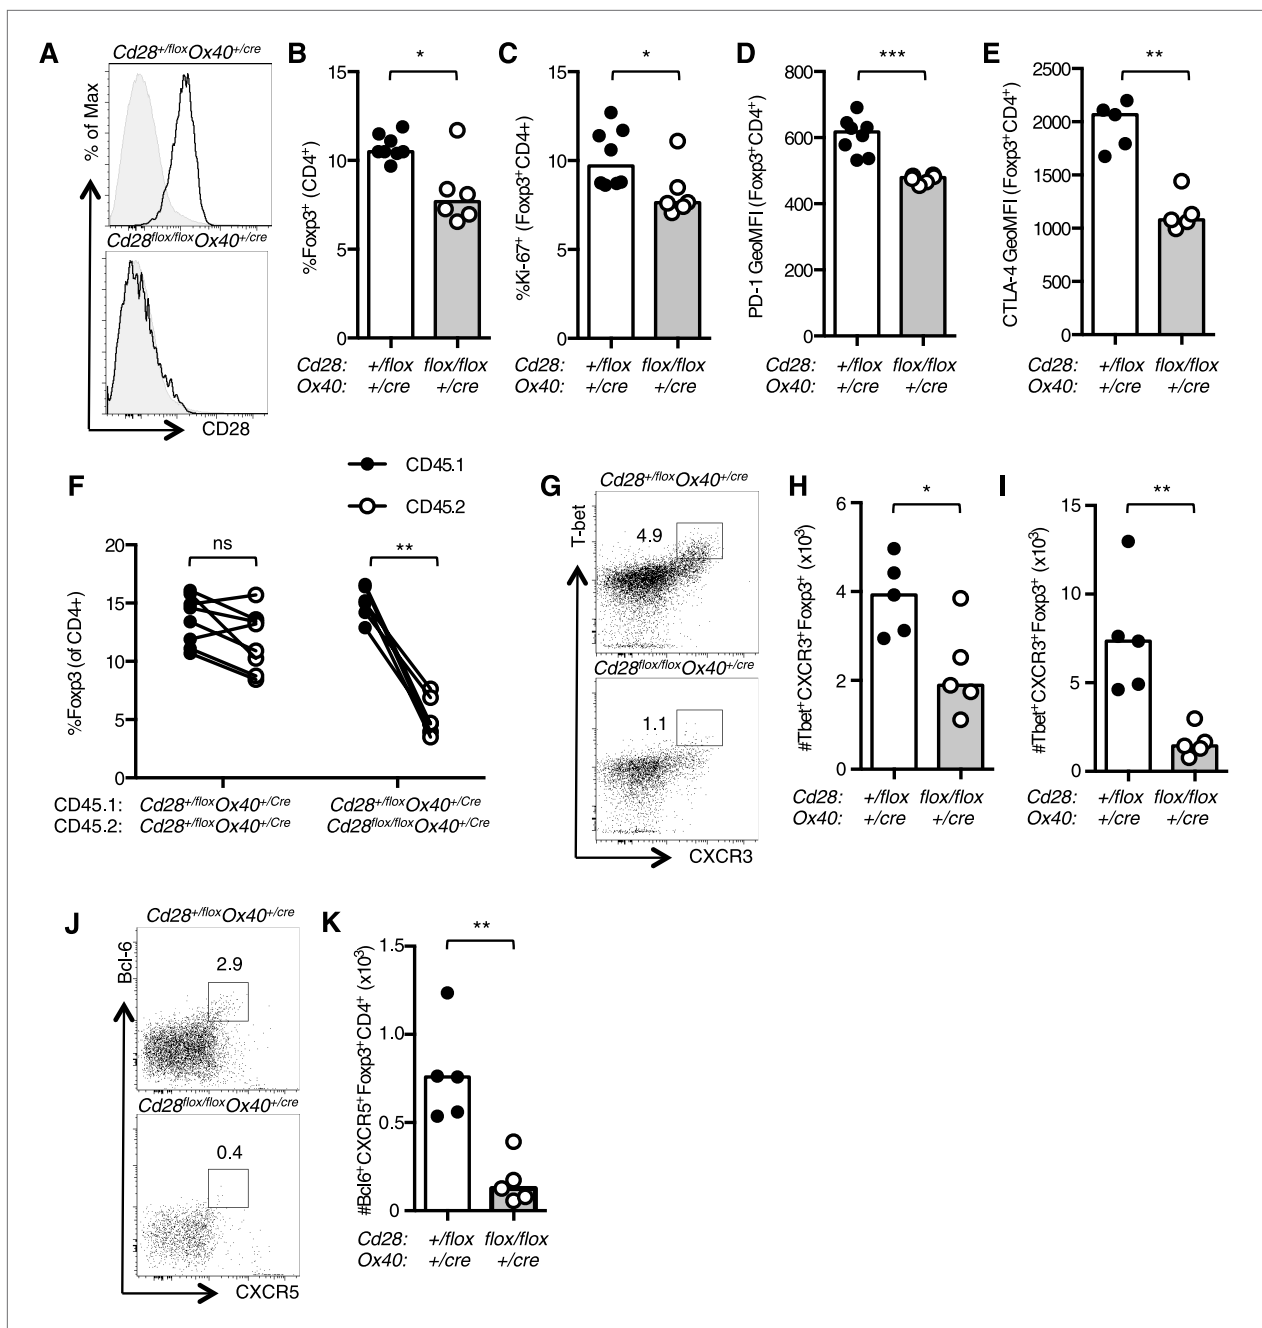 A
Cd28+/floxOx40+/cre
% of Max
Cd28flox/floxOx40+/cre
CD28
B
*
%Foxp3+ (CD4+)
15
10
5
0
Cd28: +/flox flox/flox
Ox40: +/cre +/cre
C
*
%Ki-67+ (Foxp3+CD4+)
15
10
5
0
Cd28: +/flox flox/flox
Ox40: +/cre +/cre
D
***
PD-1 GeoMFI (Foxp3+CD4+)
800
600
400
200
0
Cd28: +/flox flox/flox
Ox40: +/cre +/cre
E
**
CTLA-4 GeoMFI (Foxp3+CD4+)
2500
2000
1500
1000
500
0
Cd28: +/flox flox/flox
Ox40: +/cre +/cre
F
CD45.1
CD45.2
%Foxp3 (of CD4+)
20
15
10
5
0
ns
**
CD45.1: Cd28+/floxOx40+/Cre Cd28+/floxOx40+/Cre
CD45.2: Cd28+/floxOx40+/Cre Cd28flox/floxOx40+/Cre
G
Cd28+/floxOx40+/cre
T-bet
4.9
Cd28flox/floxOx40+/cre
1.1
CXCR3
H
*
#Tbet+CXCR3+Foxp3+ (x10³)
6
4
2
0
Cd28: +/flox flox/flox
Ox40: +/cre +/cre
I
**
#Tbet+CXCR3+Foxp3+ (x10³)
15
10
5
0
Cd28: +/flox flox/flox
Ox40: +/cre +/cre
J
Cd28+/floxOx40+/cre
Bcl-6
2.9
Cd28flox/floxOx40+/cre
0.4
CXCR5
K
**
#Bcl6+CXCR5+Foxp3+CD4+ (x10³)
1.5
1.0
0.5
0
Cd28: +/flox flox/flox
Ox40: +/cre +/cre